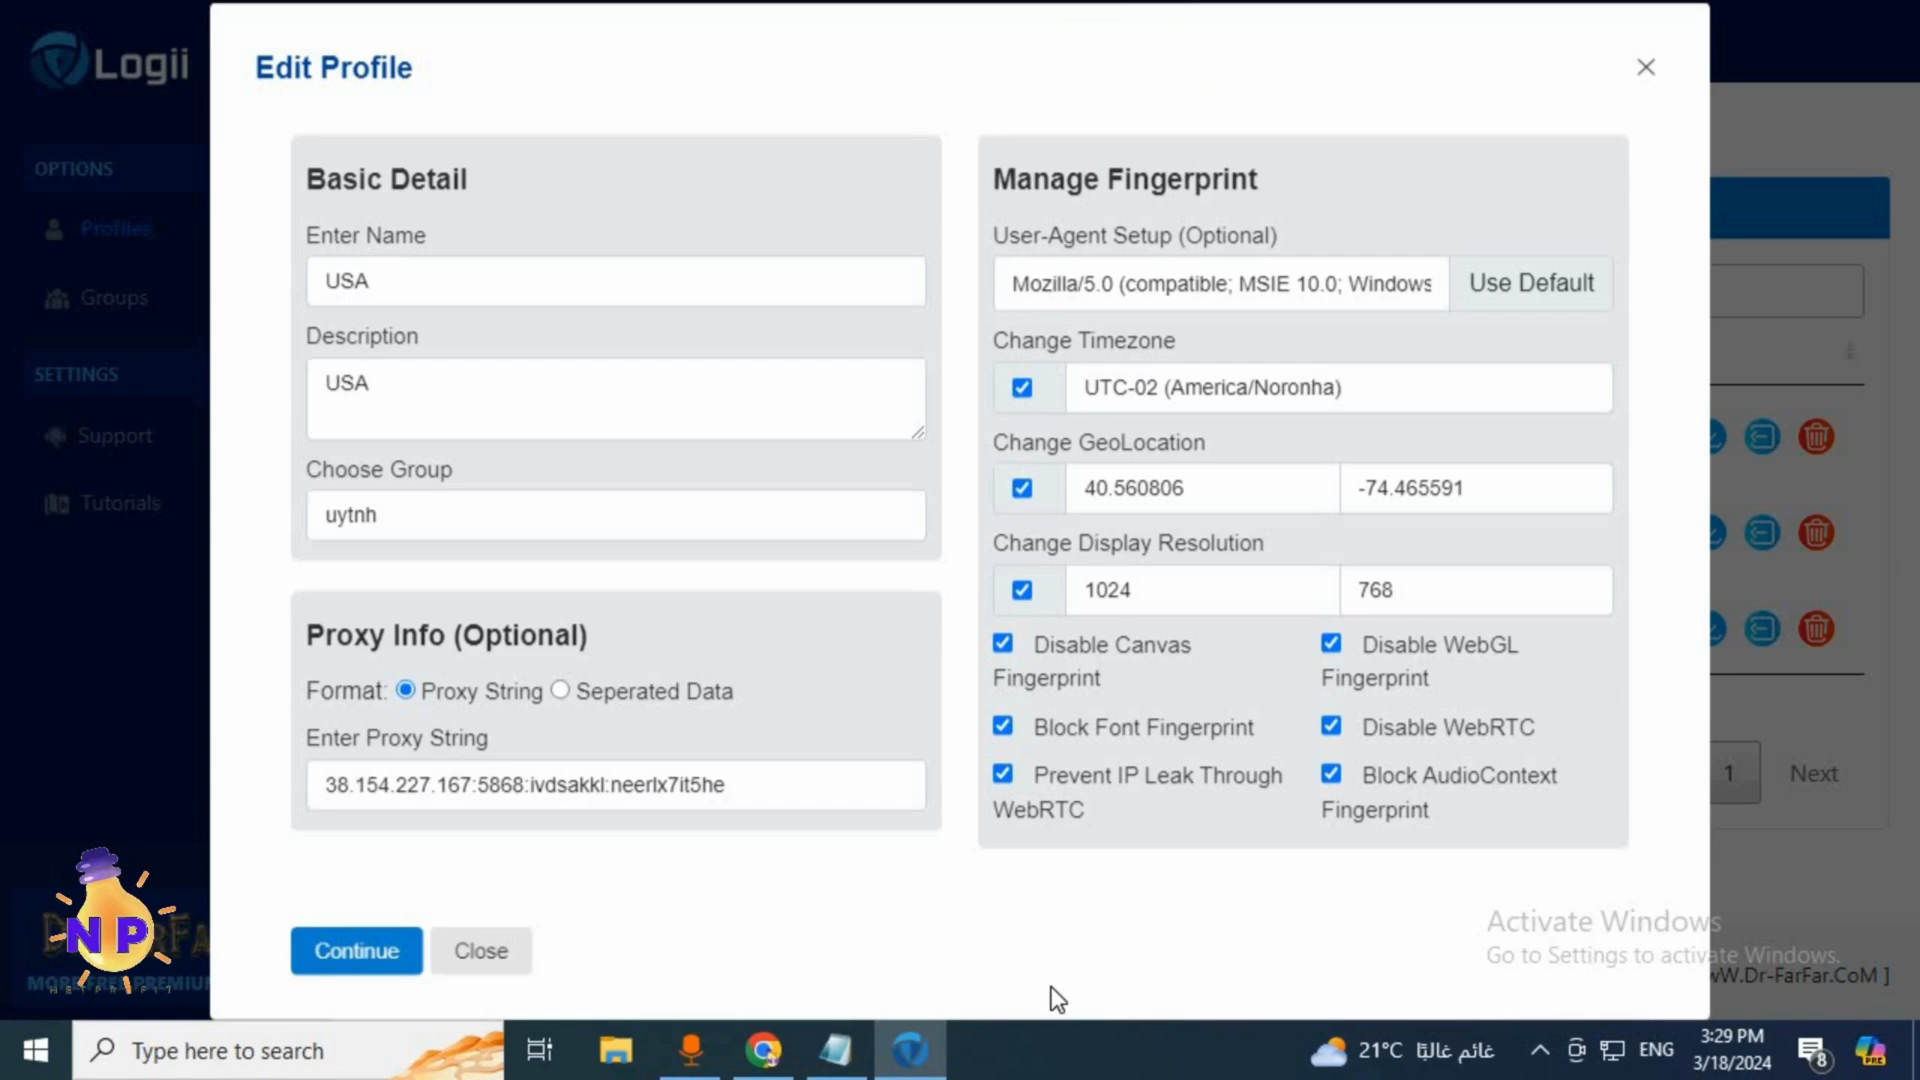 Logii
Edit Profile
OPTIONS
Profiles
Groups
SETTINGS
Support
Tutorials
Basic Detail
Enter Name
USA
Description
USA
Choose Group
uytnh
Proxy Info (Optional)
Format: Proxy String Seperated Data
Enter Proxy String
38.154.227.167:5868:ivdsakkl:neerlx7it5he
Continue
Close
Manage Fingerprint
User-Agent Setup (Optional)
Mozilla/5.0 (compatible; MSIE 10.0; Windows
Use Default
Change Timezone
UTC-02 (America/Noronha)
Change GeoLocation
40.560806
-74.465591
Change Display Resolution
1024
768
Disable Canvas
Fingerprint
Disable WebGL
Fingerprint
Block Font Fingerprint
Disable WebRTC
Prevent IP Leak Through
WebRTC
Block AudioContext
Fingerprint
1
Next
NP
Activate Windows
Go to Settings to activate Windows.
W.Dr-FarFar.CoM ]
Type here to search
21°C غائم غالبًا
ENG
3:29 PM
3/18/2024
8
PRE